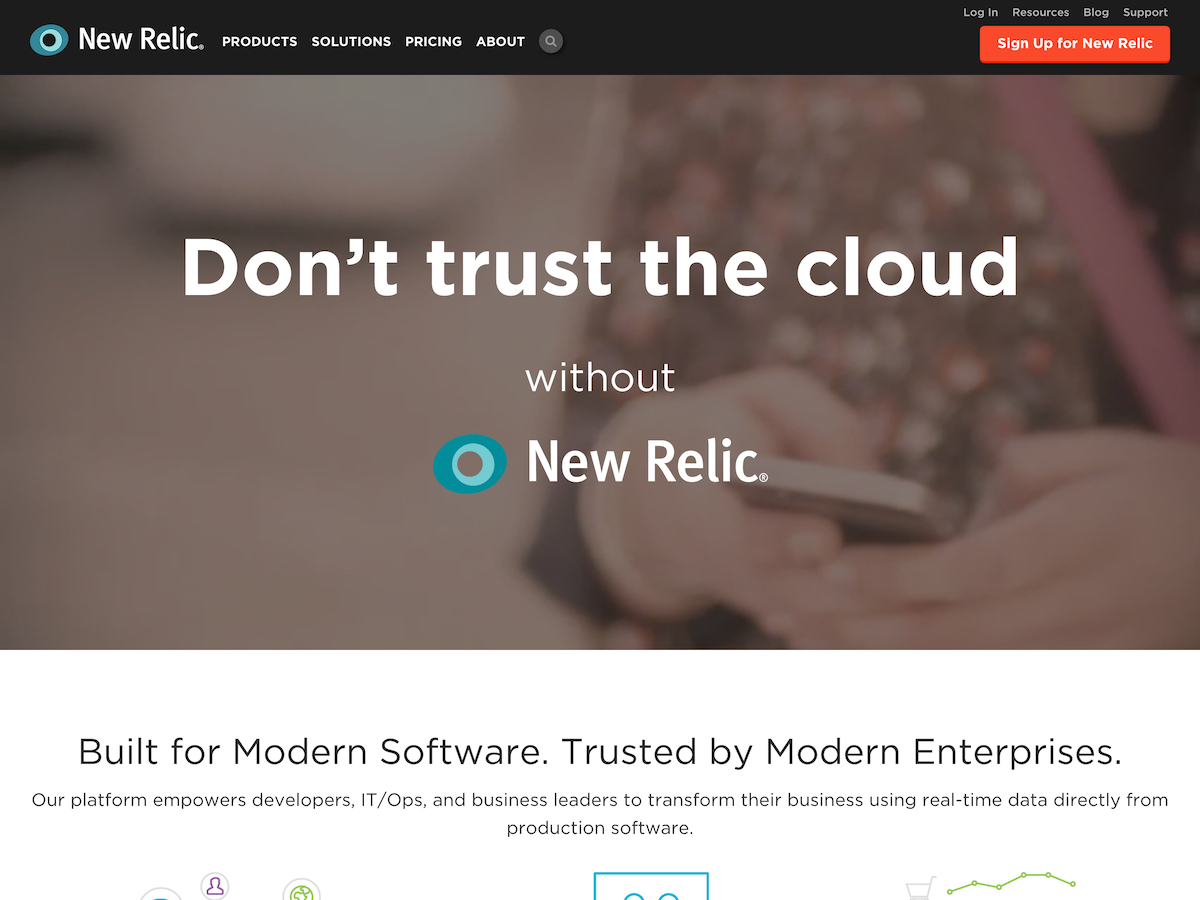 Log In Resources Blog Support
New Relic® PRODUCTS SOLUTIONS PRICING ABOUT
Sign Up for New Relic
Don’t trust the cloud
without
New Relic®
Built for Modern Software. Trusted by Modern Enterprises.
Our platform empowers developers, IT/Ops, and business leaders to transform their business using real-time data directly from
production software.